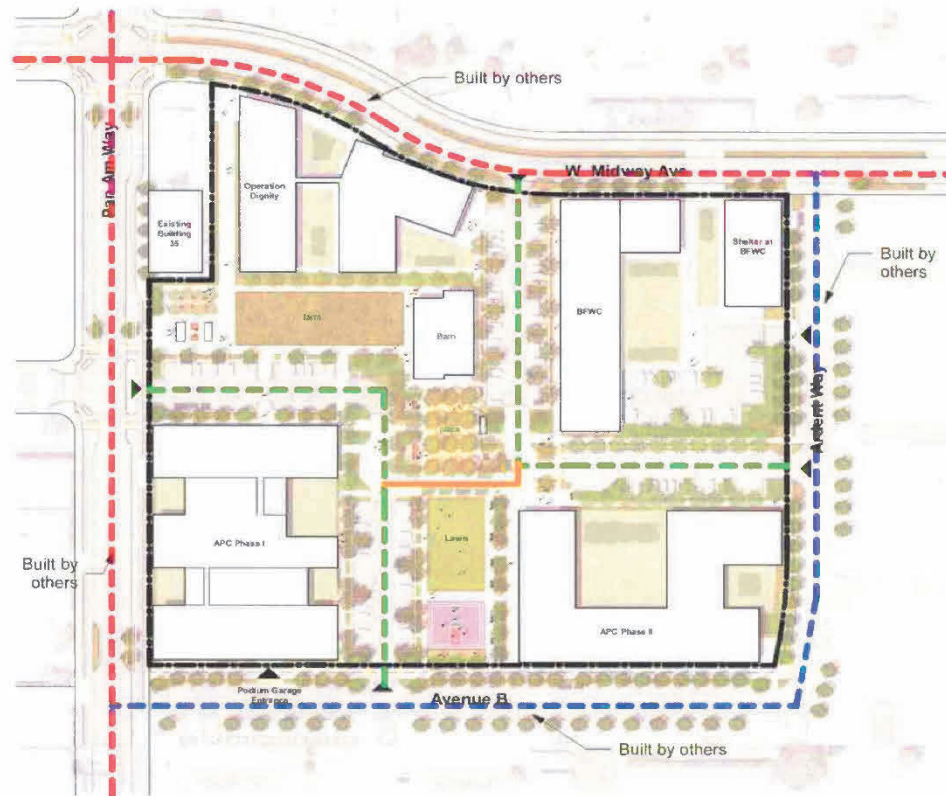 Built by others
Pan Am Way
W. Midway Ave
Operation
Dignity
Existing
Building
35
Shelter at
BFWC
Built by
others
farm
Barn
BFWC
plaza
Ardent Way
APC Phase I
Lawn
Built by
others
APC Phase II
Podium Garage
Entrance
Avenue B
Built by others